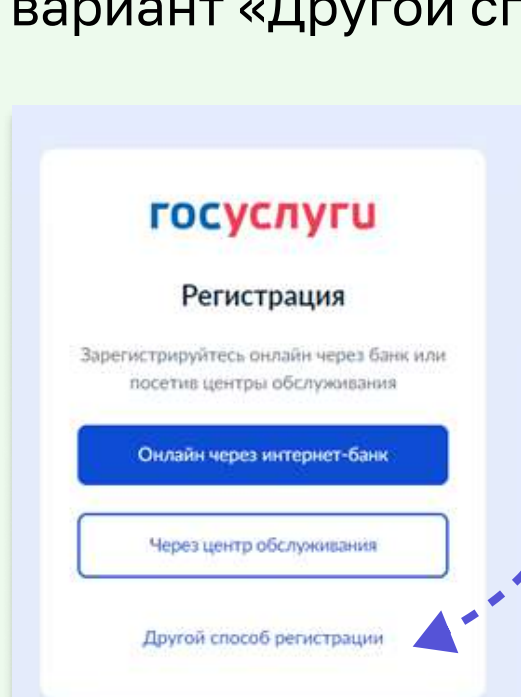 вариант «Другой сп
госуслуги
Регистрация
Зарегистрируйтесь онлайн через банк или
посетив центры обслуживания
Онлайн через интернет-банк
Через центр обслуживания
Другой способ регистрации